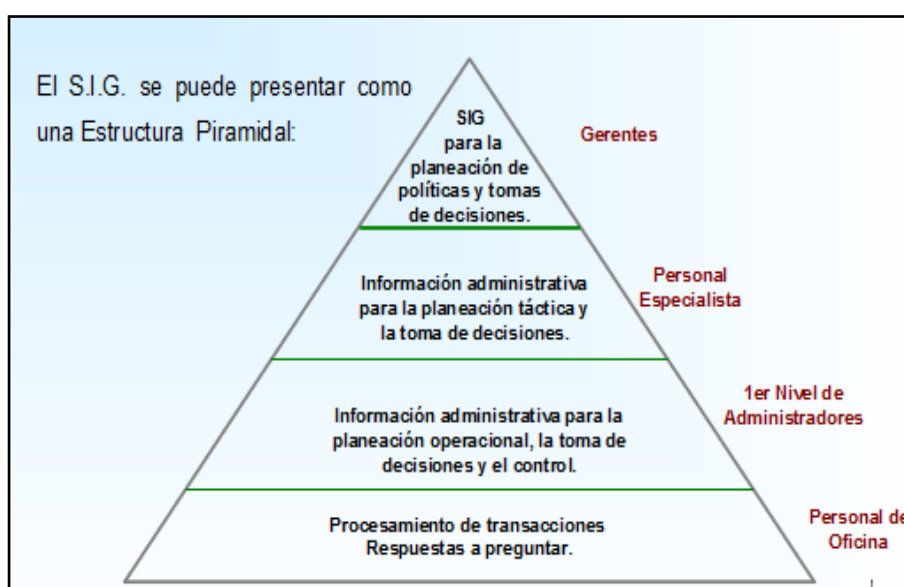 El S.I.G. se puede presentar como
una Estructura Piramidal:
SIG
para la
planeación de
políticas y tomas
de decisiones.
Gerentes
Información administrativa
para la planeación táctica y
la toma de decisiones.
Personal
Especialista
Información administrativa para la
planeación operacional, la toma de
decisiones y el control.
1er Nivel de
Administradores
Procesamiento de transacciones
Respuestas a preguntar.
Personal de
Oficina